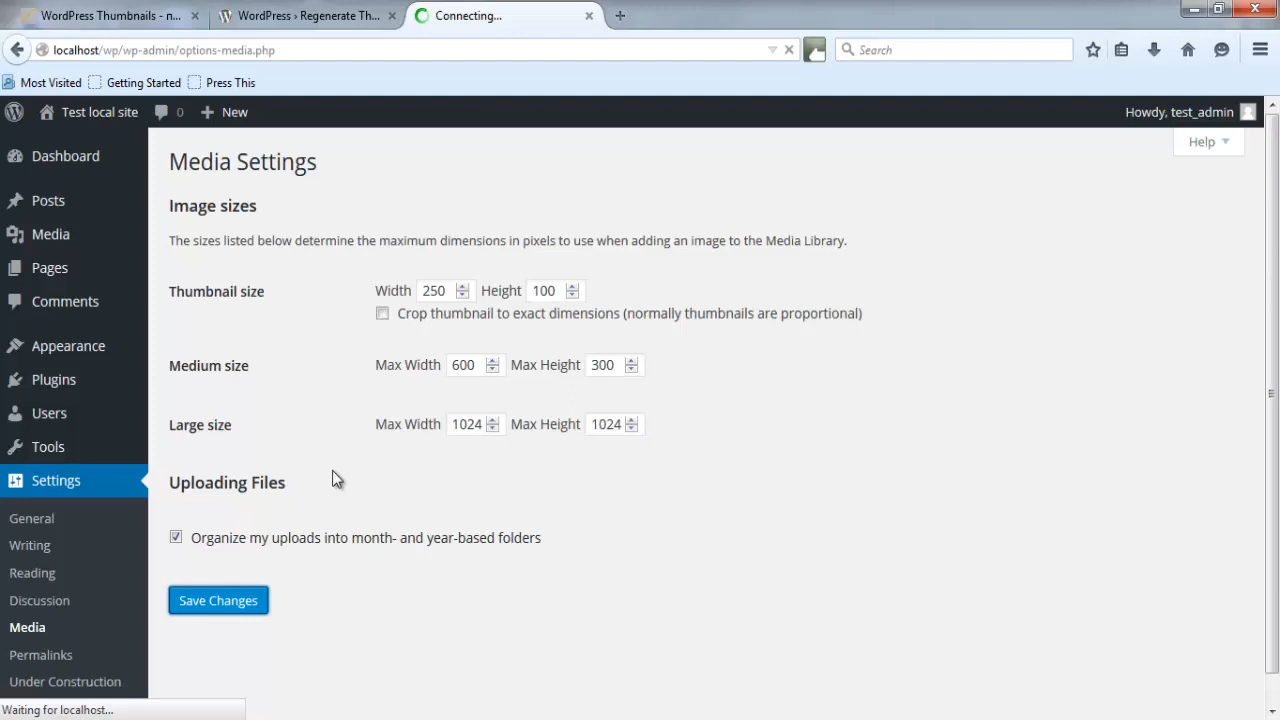 WordPress Thumbnails - n...
WordPress › Regenerate Th...
Connecting...
localhost/wp/wp-admin/options-media.php
Search
Most Visited
Getting Started
Press This
Test local site
0
New
Howdy, test_admin
Help
Dashboard
Posts
Media
Pages
Comments
Appearance
Plugins
Users
Tools
Settings
General
Writing
Reading
Discussion
Media
Permalinks
Under Construction
Media Settings
Image sizes
The sizes listed below determine the maximum dimensions in pixels to use when adding an image to the Media Library.
Thumbnail size
Width 250 Height 100
Crop thumbnail to exact dimensions (normally thumbnails are proportional)
Medium size
Max Width 600 Max Height 300
Large size
Max Width 1024 Max Height 1024
Uploading Files
Organize my uploads into month- and year-based folders
Save Changes
Waiting for localhost...